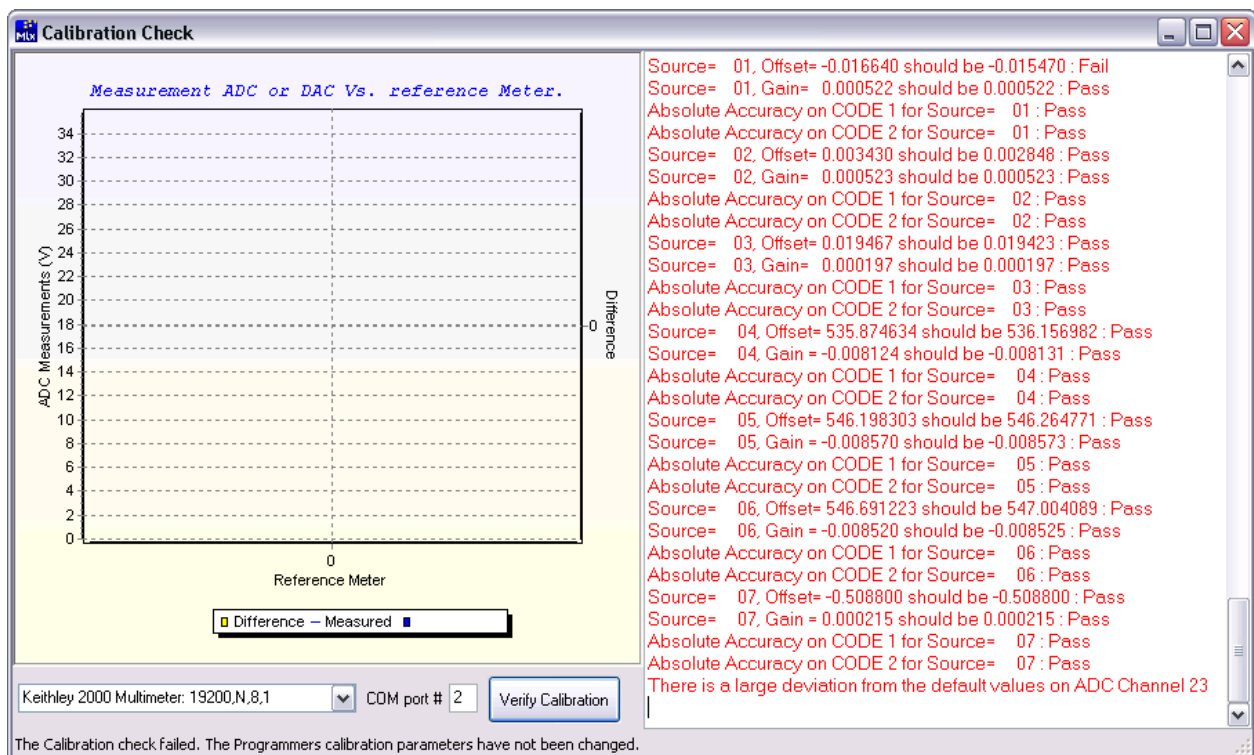 Mlx Calibration Check
Measurement ADC or DAC Vs. reference Meter.
34
32
30
28
26
24
22
20
18
16
14
12
10
8
6
4
2
0
ADC Measurements (V)
0
Difference
0
Reference Meter
Difference
Measured
Source= 01, Offset= -0.016640 should be -0.015470 : Fail
Source= 01, Gain= 0.000522 should be 0.000522 : Pass
Absolute Accuracy on CODE 1 for Source= 01 : Pass
Absolute Accuracy on CODE 2 for Source= 01 : Pass
Source= 02, Offset= 0.003430 should be 0.002848 : Pass
Source= 02, Gain= 0.000523 should be 0.000523 : Pass
Absolute Accuracy on CODE 1 for Source= 02 : Pass
Absolute Accuracy on CODE 2 for Source= 02 : Pass
Source= 03, Offset= 0.019467 should be 0.019423 : Pass
Source= 03, Gain= 0.000197 should be 0.000197 : Pass
Absolute Accuracy on CODE 1 for Source= 03 : Pass
Absolute Accuracy on CODE 2 for Source= 03 : Pass
Source= 04, Offset= 535.874634 should be 536.156982 : Pass
Source= 04, Gain = -0.008124 should be -0.008131 : Pass
Absolute Accuracy on CODE 1 for Source= 04 : Pass
Absolute Accuracy on CODE 2 for Source= 04 : Pass
Source= 05, Offset= 546.198303 should be 546.264771 : Pass
Source= 05, Gain = -0.008570 should be -0.008573 : Pass
Absolute Accuracy on CODE 1 for Source= 05 : Pass
Absolute Accuracy on CODE 2 for Source= 05 : Pass
Source= 06, Offset= 546.691223 should be 547.004089 : Pass
Source= 06, Gain = -0.008520 should be -0.008525 : Pass
Absolute Accuracy on CODE 1 for Source= 06 : Pass
Absolute Accuracy on CODE 2 for Source= 06 : Pass
Source= 07, Offset= -0.508800 should be -0.508800 : Pass
Source= 07, Gain = 0.000215 should be 0.000215 : Pass
Absolute Accuracy on CODE 1 for Source= 07 : Pass
Absolute Accuracy on CODE 2 for Source= 07 : Pass
There is a large deviation from the default values on ADC Channel 23
Keithley 2000 Multimeter: 19200,N,8,1
COM port # 2
Verify Calibration
The Calibration check failed. The Programmers calibration parameters have not been changed.